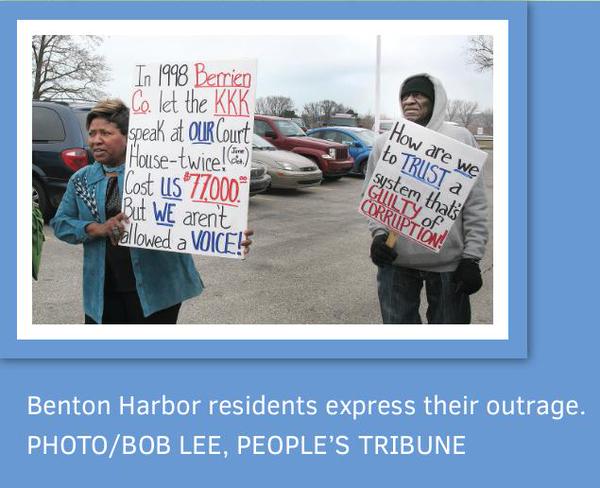 In 1998 Berrien
Co. let the KKK
speak at OUR Court
House-twice!
Cost US $77,000.00
But WE aren't
allowed a VOICE!
How are we
to TRUST a
system that's
GUILTY of
CORRUPTION!
Benton Harbor residents express their outrage.
PHOTO/BOB LEE, PEOPLE'S TRIBUNE